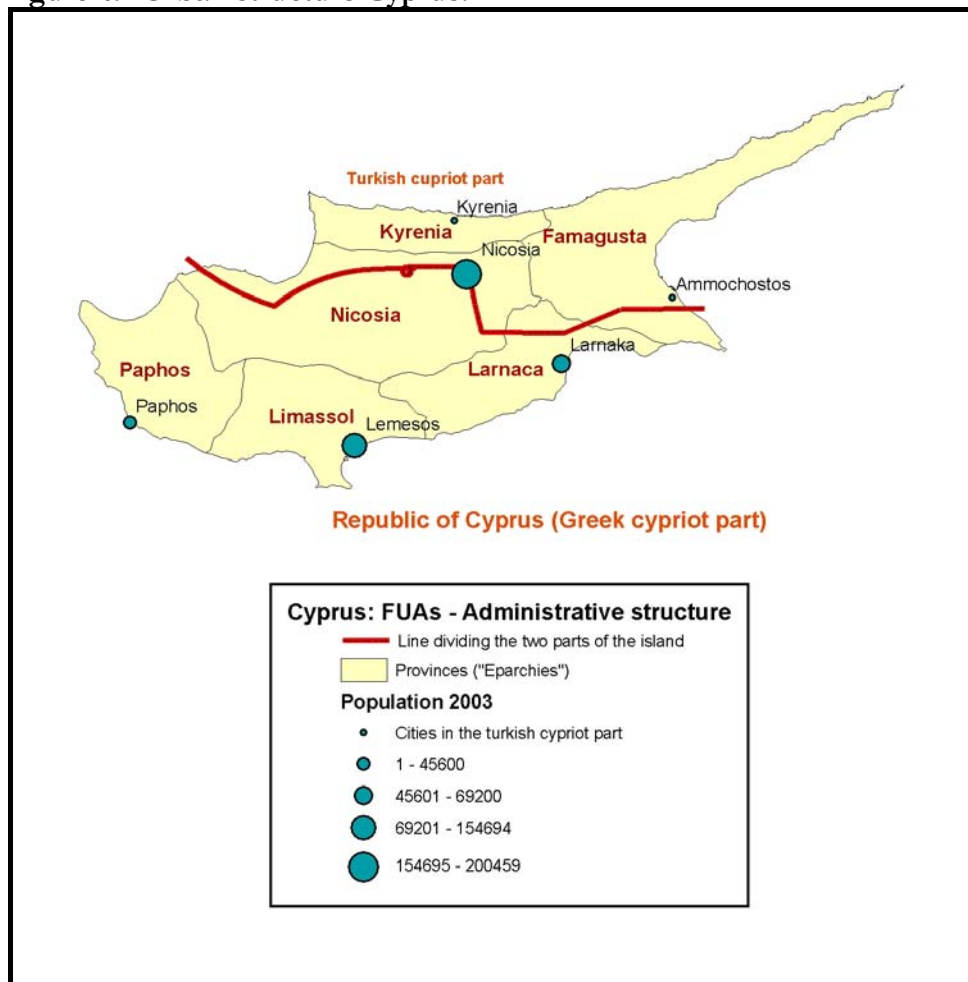 Turkish cupriot part
Kyrenia
Kyrenia
Famagusta
Nicosia
Ammochostos
Nicosia
Larnaka
Larnaca
Paphos
Paphos
Limassol
Lemesos
Republic of Cyprus (Greek cypriot part)
Cyprus: FUAs - Administrative structure
Line dividing the two parts of the island
Provinces ("Eparchies")
Population 2003
Cities in the turkish cypriot part
1 - 45600
45601 - 69200
69201 - 154694
154695 - 200459